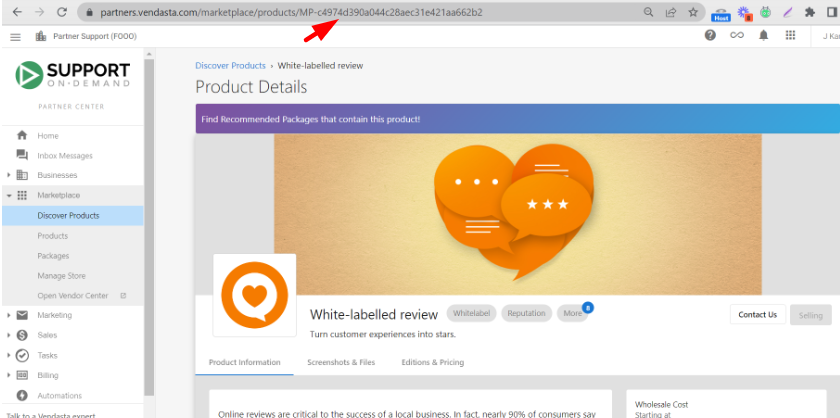 partners.vendasta.com/marketplace/products/MP-c4974d390a044c28aec31e421aa662b2
Host
8
Partner Support (FOOO)
SUPPORT
ON-DEMAND
PARTNER CENTER
Home
Inbox Messages
Businesses
Marketplace
Discover Products
Products
Packages
Manage Store
Open Vendor Center
Marketing
Sales
Tasks
Billing
Automations
Talk to a Vendasta expert
Discover Products › White-labelled review
Product Details
Find Recommended Packages that contain this product!
White-labelled review
Whitelabel
Reputation
More
8
Contact Us
Selling
Turn customer experiences into stars.
Product Information
Screenshots & Files
Editions & Pricing
Online reviews are critical to the success of a local business. In fact, nearly 90% of consumers say
Wholesale Cost
Starting at